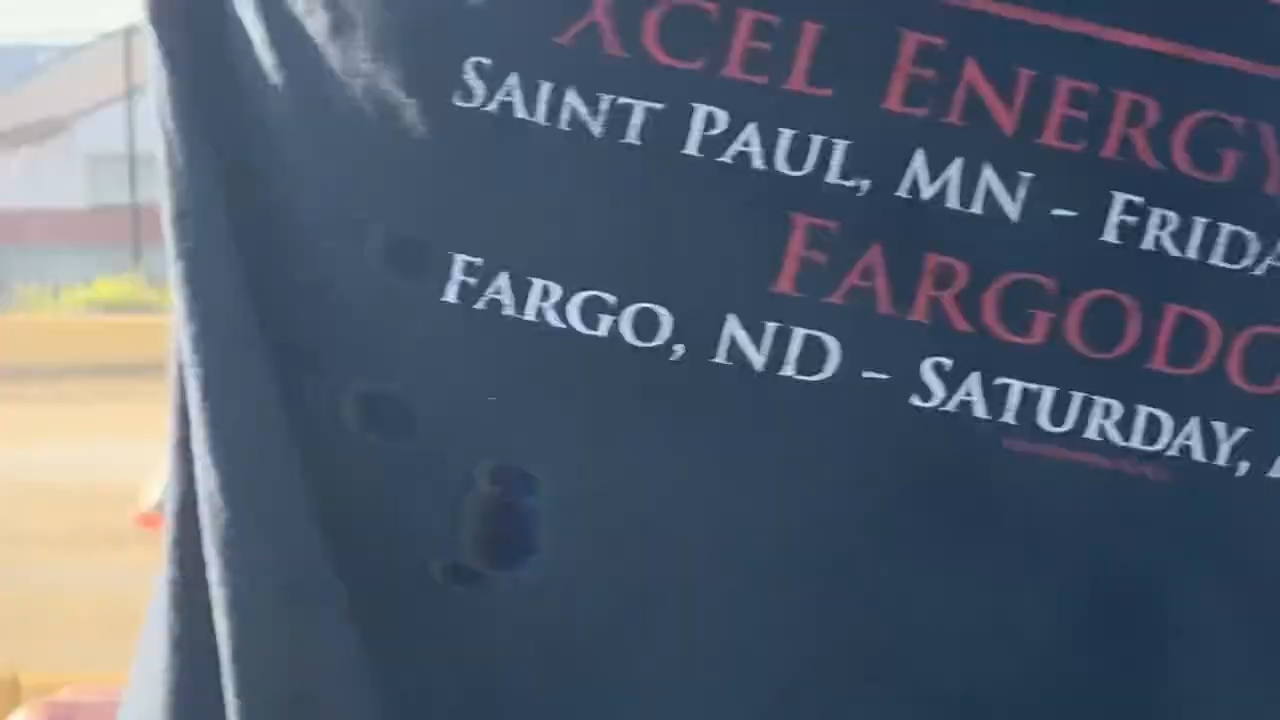 XCEL ENERGY
SAINT PAUL, MN - FRIDA
FARGODO
FARGO, ND - SATURDAY,